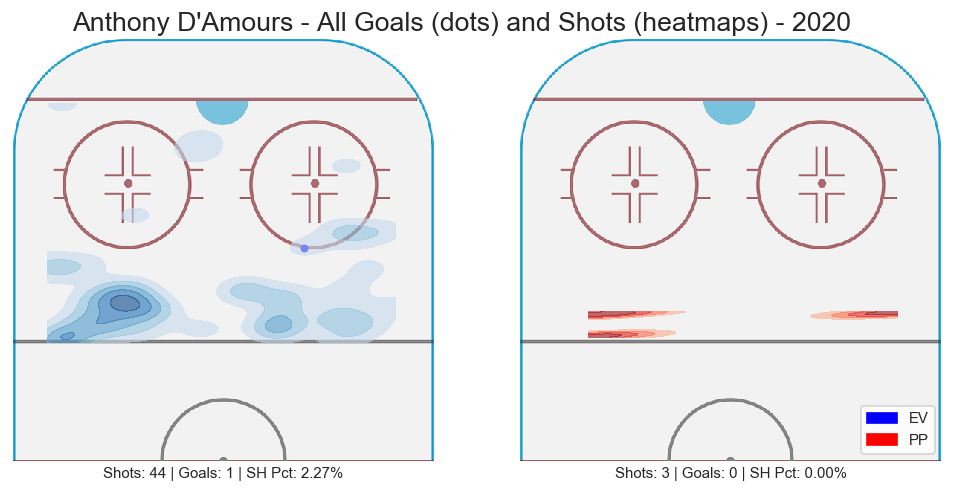 Anthony D'Amours - All Goals (dots) and Shots (heatmaps) - 2020
EV
PP
Shots: 44 | Goals: 1 | SH Pct: 2.27%
Shots: 3 | Goals: 0 | SH Pct: 0.00%